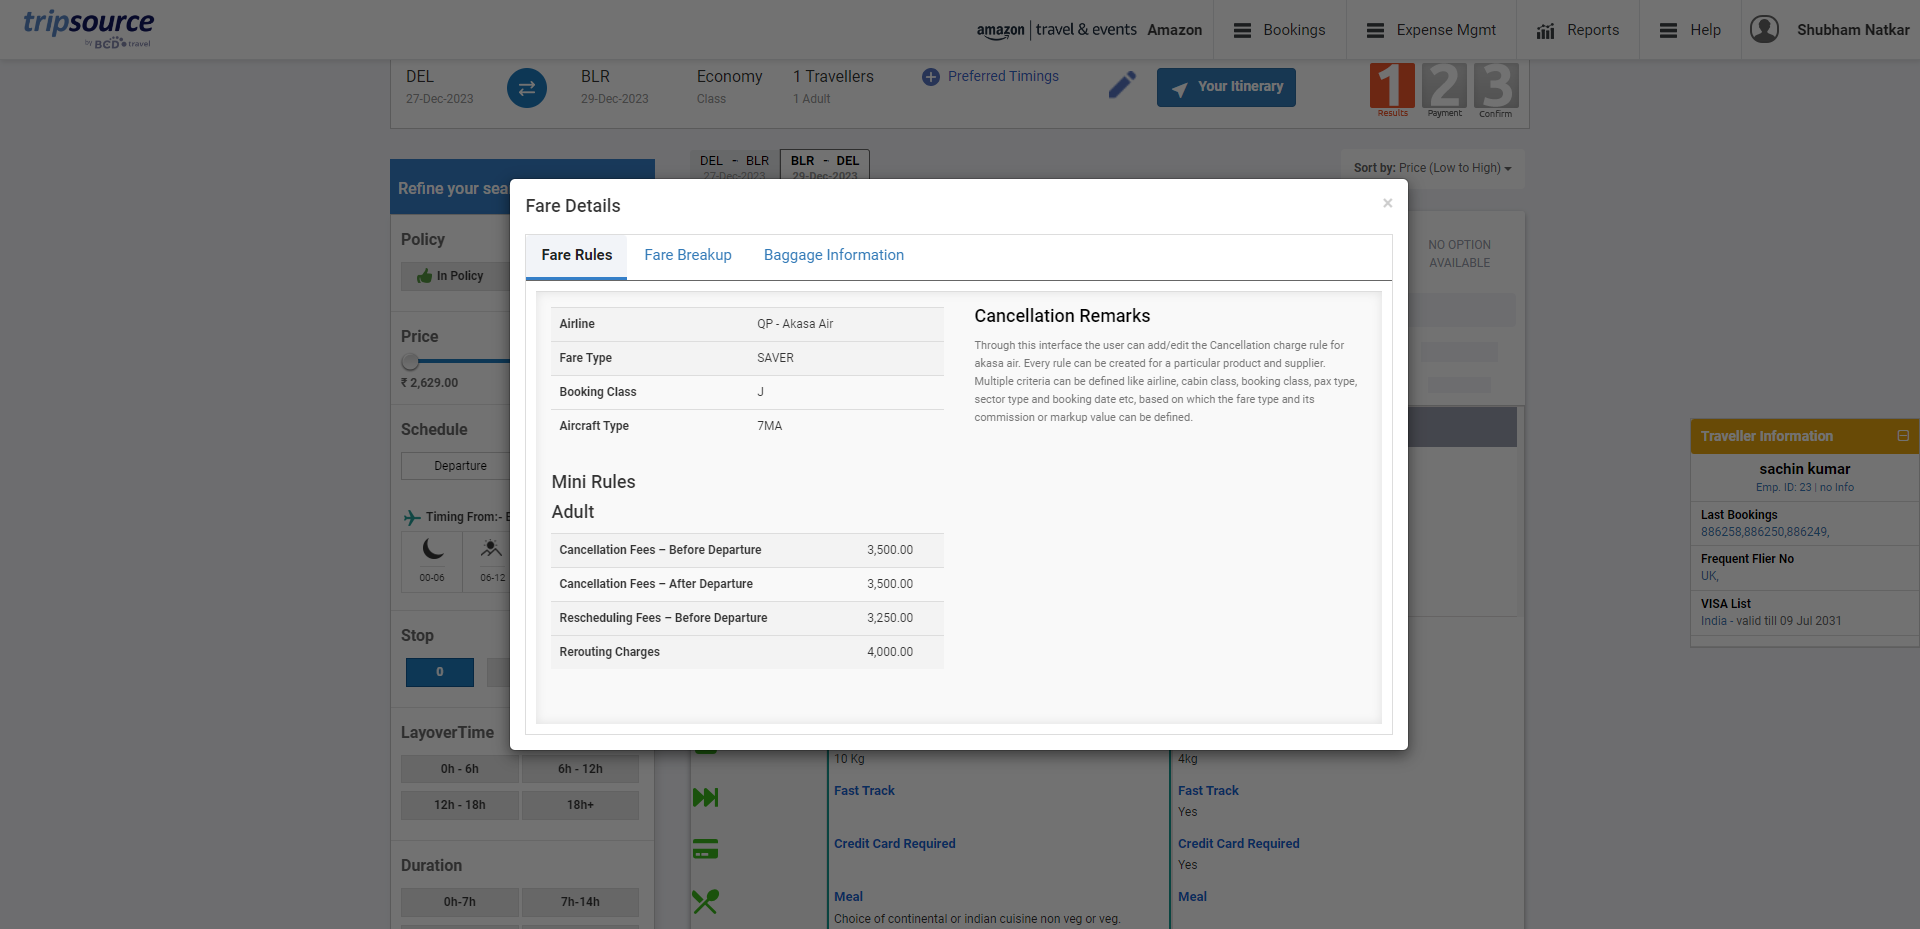 tripsource
by BCD travel
amazon | travel & events Amazon
Bookings
Expense Mgmt
Reports
Help
Shubham Natkar
DEL
27-Dec-2023
BLR
29-Dec-2023
Economy
Class
1 Travellers
1 Adult
Preferred Timings
Your Itinerary
1
Results
2
Payment
3
Confirm
DEL - BLR
27-Dec-2023
BLR - DEL
29-Dec-2023
Sort by: Price (Low to High)
Refine your sea
Policy
In Policy
Price
₹ 2,629.00
Schedule
Departure
Timing From:-
00-06
06-12
Stop
0
LayoverTime
0h - 6h
6h - 12h
12h - 18h
18h+
Duration
0h-7h
7h-14h
Fare Details
×
Fare Rules
Fare Breakup
Baggage Information
Airline QP - Akasa Air
Fare Type SAVER
Booking Class J
Aircraft Type 7MA
Mini Rules
Adult
Cancellation Fees – Before Departure 3,500.00
Cancellation Fees – After Departure 3,500.00
Rescheduling Fees – Before Departure 3,250.00
Rerouting Charges 4,000.00
Cancellation Remarks
Through this interface the user can add/edit the Cancellation charge rule for
akasa air. Every rule can be created for a particular product and supplier.
Multiple criteria can be defined like airline, cabin class, booking class, pax type,
sector type and booking date etc, based on which the fare type and its
commission or markup value can be defined.
NO OPTION
AVAILABLE
10 Kg
4kg
Fast Track
Fast Track
Yes
Credit Card Required
Credit Card Required
Yes
Meal
Choice of continental or indian cuisine non veg or veg.
Meal
Traveller Information
sachin kumar
Emp. ID: 23 | no Info
Last Bookings
886258,886250,886249,
Frequent Flier No
UK,
VISA List
India - valid till 09 Jul 2031